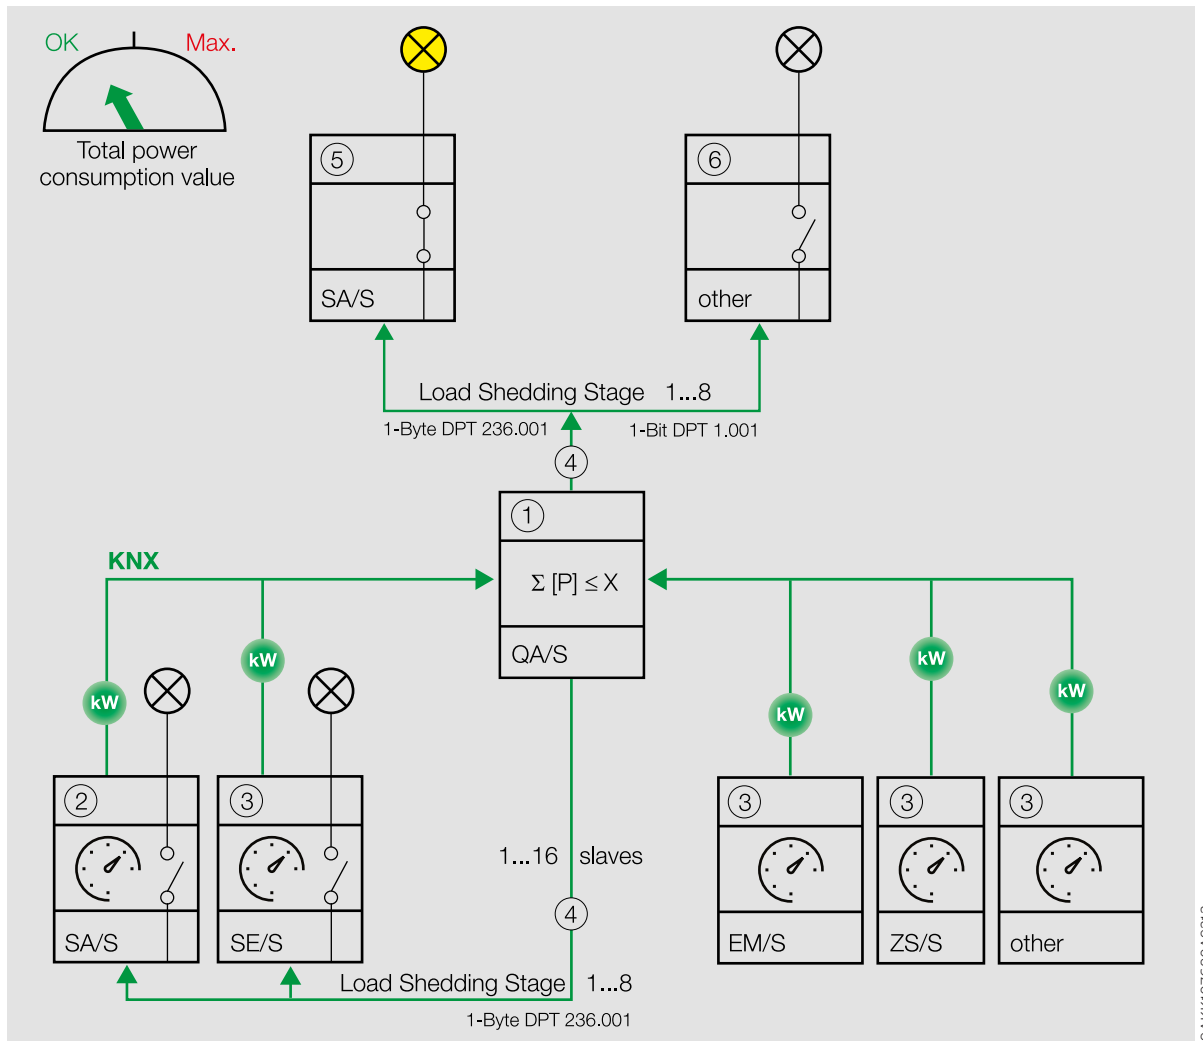 OK
Max.
Total power
consumption value
5
6
SA/S
other
Load Shedding Stage 1...8
1-Byte DPT 236.001
1-Bit DPT 1.001
4
1
KNX
Σ [P] ≤ X
QA/S
kW
kW
kW
kW
kW
2
3
3
3
3
1...16 slaves
4
SA/S
SE/S
EM/S
ZS/S
other
Load Shedding Stage 1...8
1-Byte DPT 236.001